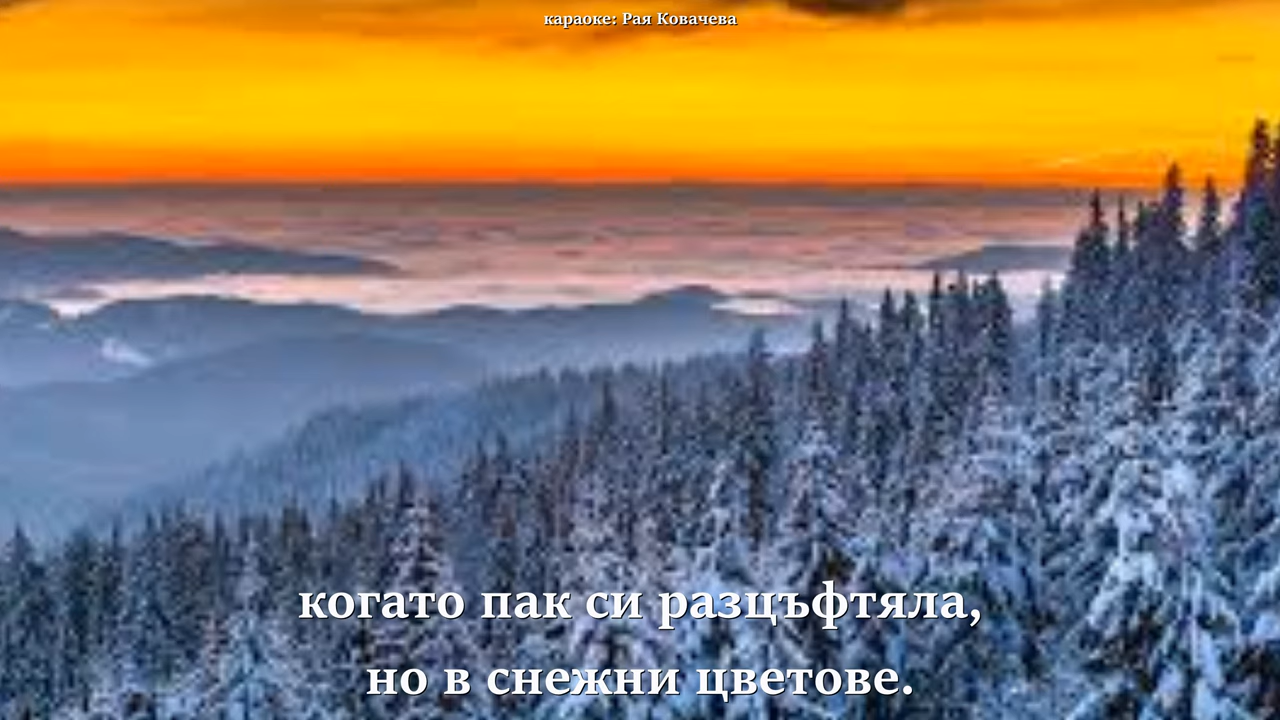 караоке: Рая Ковачева
когато пак си разцъфтяла,
но в снежни цветове.